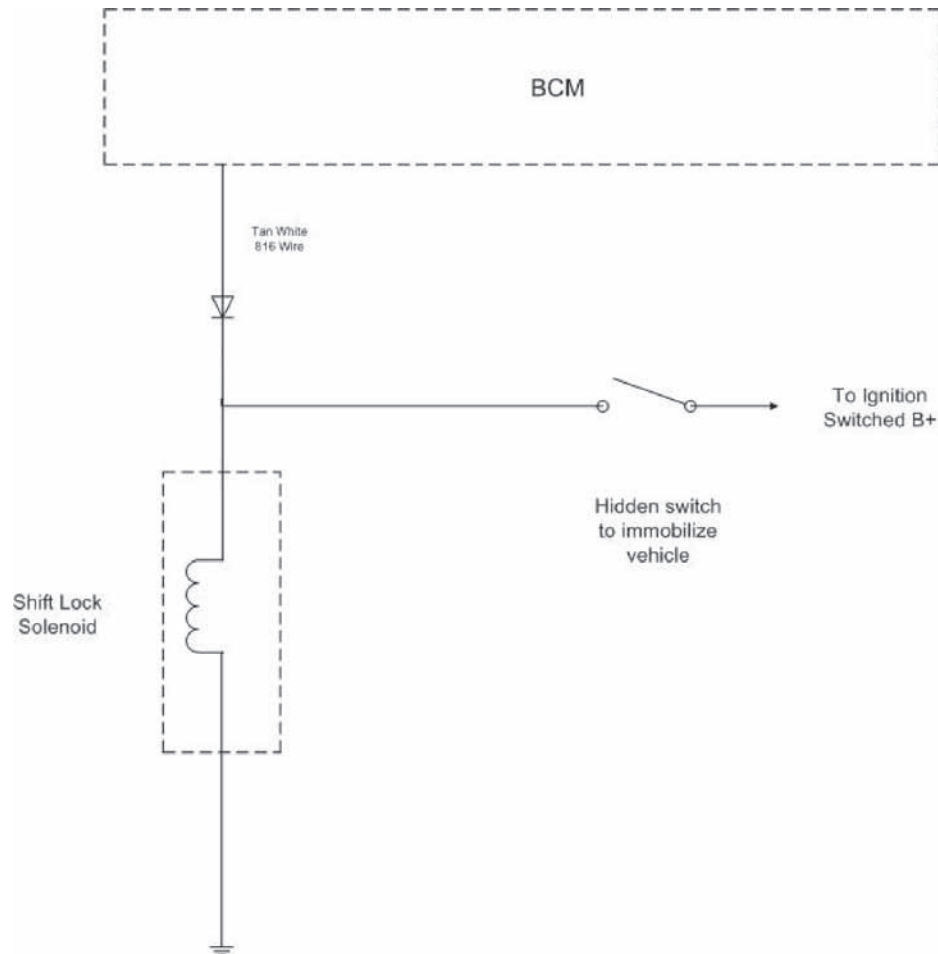 BCM
Tan White
816 Wire
To Ignition
Switched B+
Hidden switch
to immobilize
vehicle
Shift Lock
Solenoid